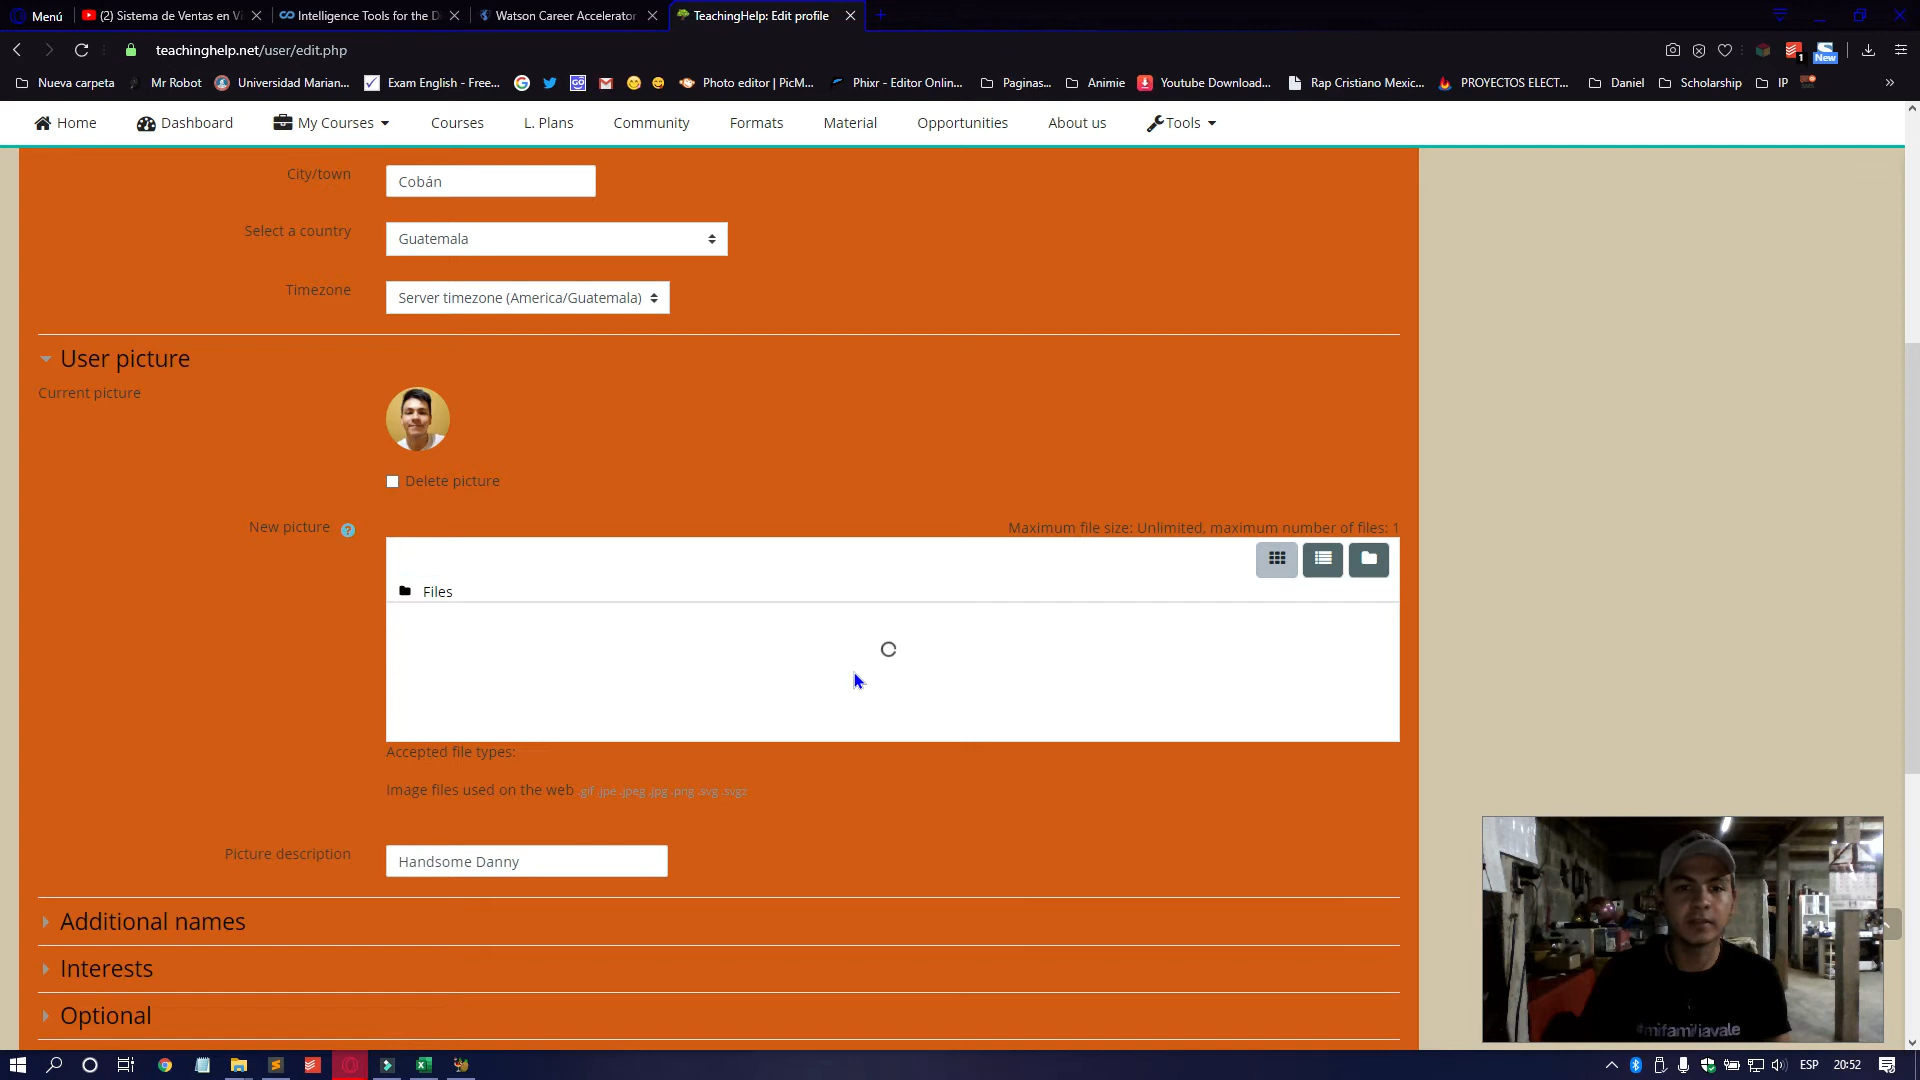 Menú
(2) Sistema de Ventas en Vi
Intelligence Tools for the D
Watson Career Accelerator
TeachingHelp: Edit profile
teachinghelp.net/user/edit.php
1
New
Nueva carpeta
Mr Robot
Universidad Marian...
Exam English - Free...
Photo editor | PicM...
Phixr - Editor Onlin...
Paginas...
Animie
Youtube Download...
Rap Cristiano Mexic...
PROYECTOS ELECT...
Daniel
Scholarship
IP
»
Home
Dashboard
My Courses
Courses
L. Plans
Community
Formats
Material
Opportunities
About us
Tools
City/town
Cobán
Select a country
Guatemala
Timezone
Server timezone (America/Guatemala)
User picture
Current picture
Delete picture
New picture
Maximum file size: Unlimited, maximum number of files: 1
Files
Accepted file types:
Image files used on the web .gif .jpe .jpeg .jpg .png .svg .svgz
Picture description
Handsome Danny
Additional names
Interests
Optional
#mifamiliavale
ESP
20:52